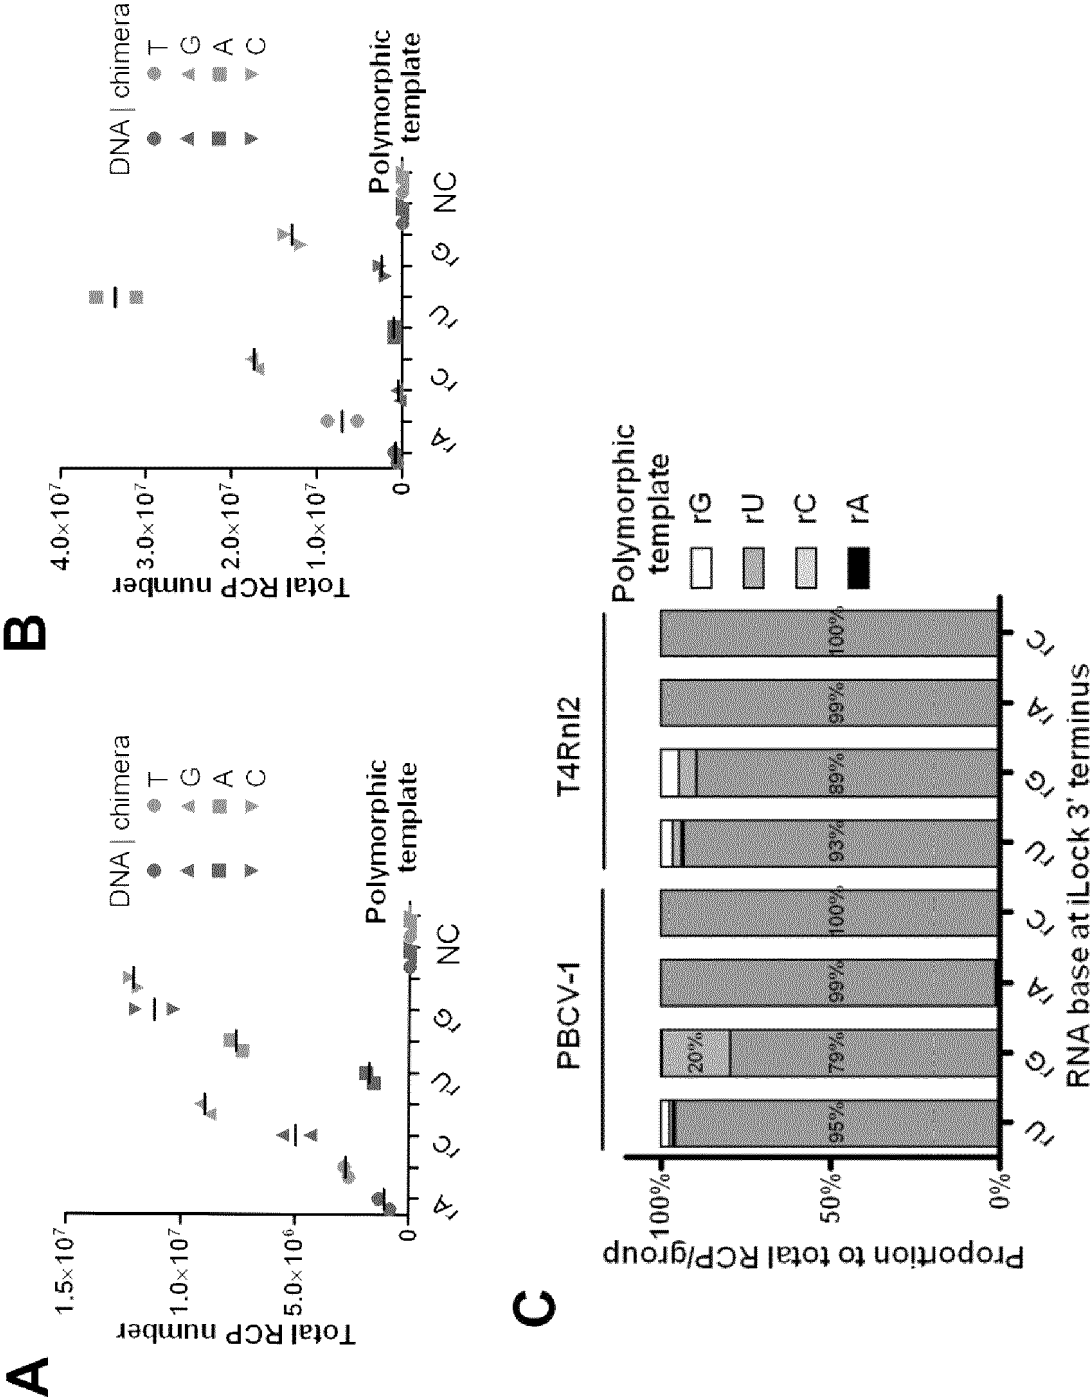 A
Total RCP number
1.5×10⁷
1.0×10⁷
5.0×10⁶
0
DNA | chimera
T
G
A
C
rA
rC
rU
rG
NC
Polymorphic
template
B
Total RCP number
4.0×10⁷
3.0×10⁷
2.0×10⁷
1.0×10⁷
0
DNA | chimera
T
G
A
C
rA
rC
rU
rG
NC
Polymorphic
template
C
Proportion to total RCP/group
100%
50%
0%
PBCV-1
T4Rnl2
95%
20%
79%
99%
100%
93%
89%
99%
100%
rU
rG
rA
rC
rU
rG
rA
rC
RNA base at iLock 3' terminus
Polymorphic
template
rG
rU
rC
rA